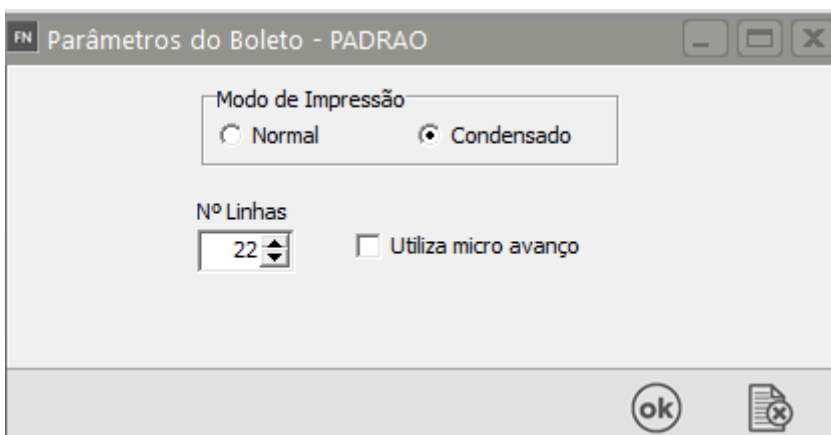 FN Parâmetros do Boleto - PADRAO
Modo de Impressão
Normal Condensado
Nº Linhas
22 Utiliza micro avanço
ok